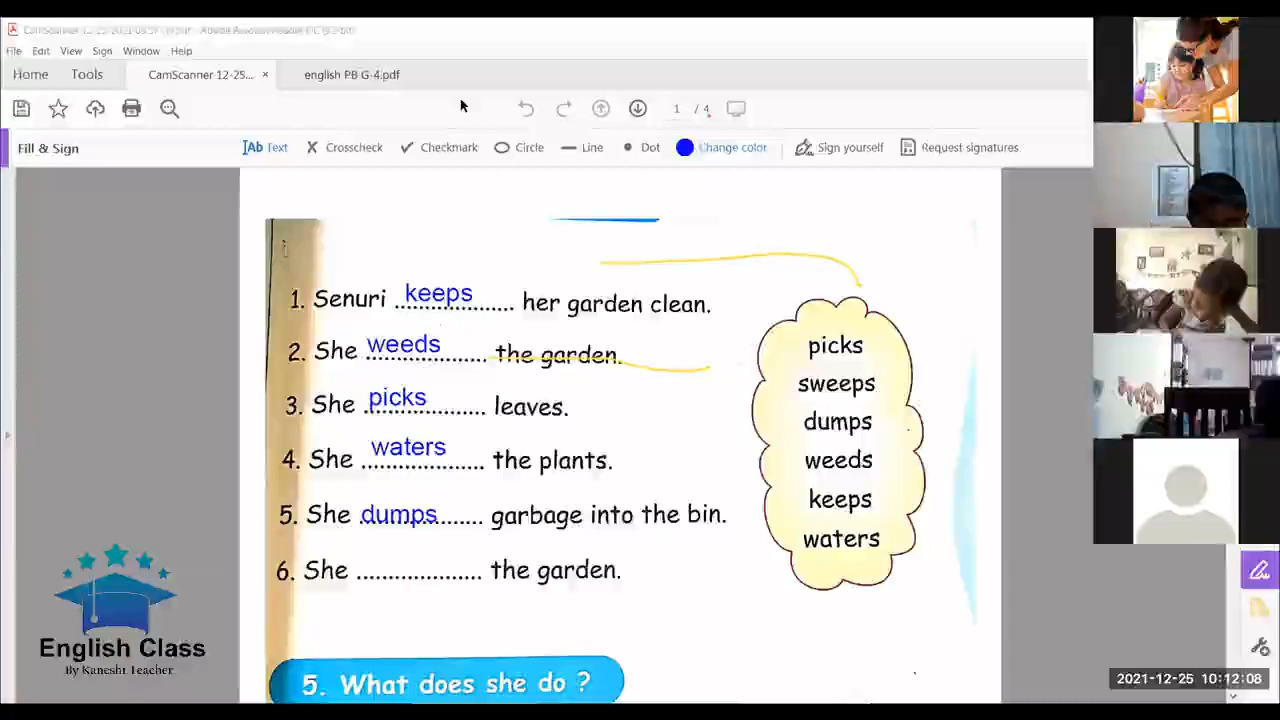 File Edit View Sign Window Help
Home Tools CamScanner 12-25... × english PB G-4.pdf
1 / 4
Fill & Sign Ab Text Crosscheck Checkmark Circle Line Dot Change color Sign yourself Request signatures
1. Senuri keeps her garden clean.
2. She weeds the garden.
3. She picks leaves.
4. She waters the plants.
5. She dumps garbage into the bin.
6. She .................... the garden.
picks
sweeps
dumps
weeds
keeps
waters
5. What does she do ?
English Class
By Kaneshi Teacher
2021-12-25 10:12:08